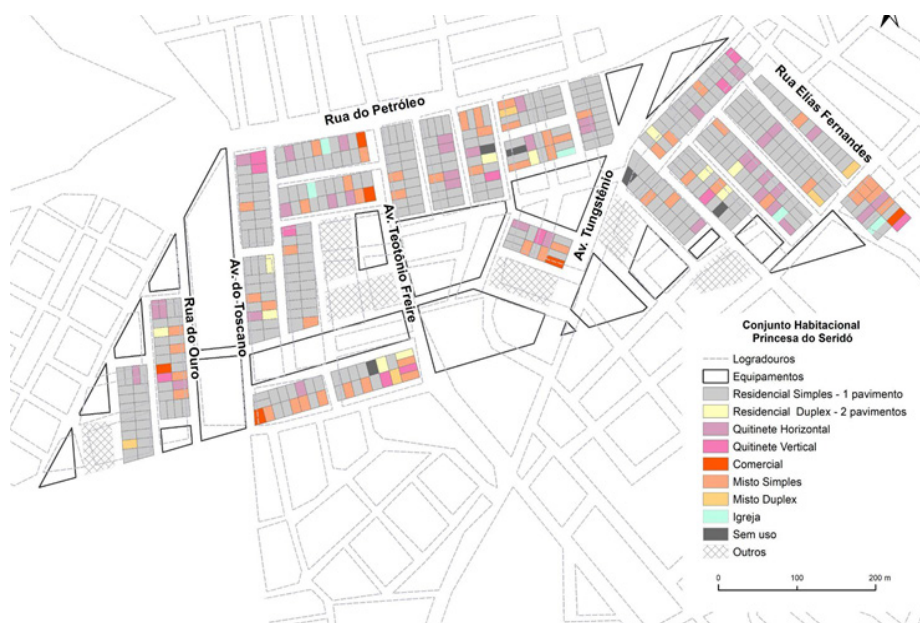 Rua do Petróleo
Rua Elías Fernandes
Av. Tungstênio
Av. Teotônio Freire
Av. do Toscano
Rua do Ouro
Conjunto Habitacional
Princesa do Seridó
Logradouros
Equipamentos
Residencial Simples - 1 pavimento
Residencial Duplex - 2 pavimentos
Quitinete Horizontal
Quitinete Vertical
Comercial
Misto Simples
Misto Duplex
Igreja
Sem uso
Outros
0 100 200 m